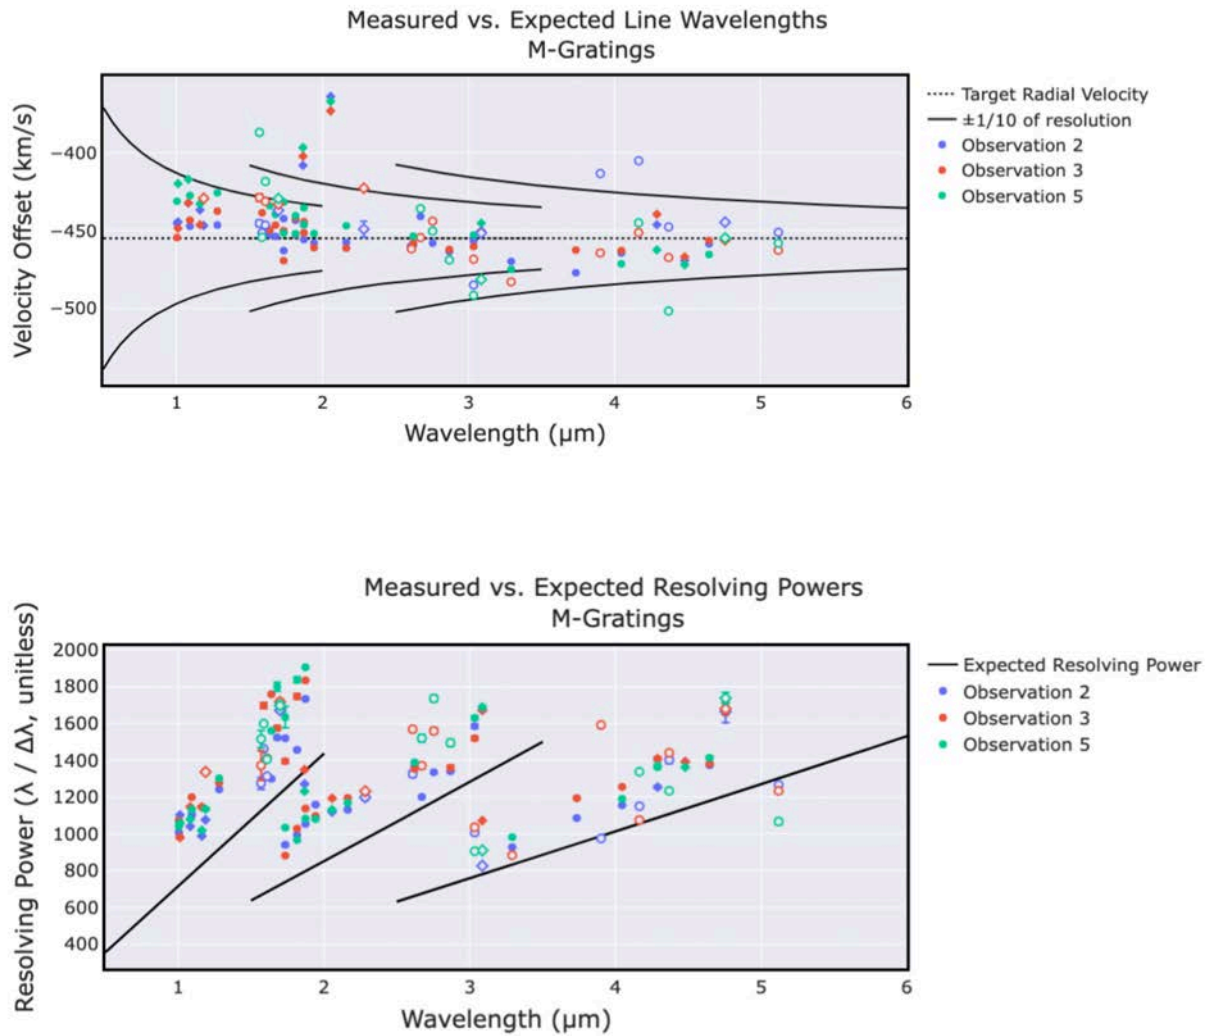 Measured vs. Expected Line Wavelengths
M-Gratings
Velocity Offset (km/s)
−400
−450
−500
1 2 3 4 5 6
Wavelength (μm)
Target Radial Velocity
±1/10 of resolution
Observation 2
Observation 3
Observation 5
Measured vs. Expected Resolving Powers
M-Gratings
Resolving Power (λ / Δλ, unitless)
2000
1800
1600
1400
1200
1000
800
600
400
1 2 3 4 5 6
Wavelength (μm)
Expected Resolving Power
Observation 2
Observation 3
Observation 5